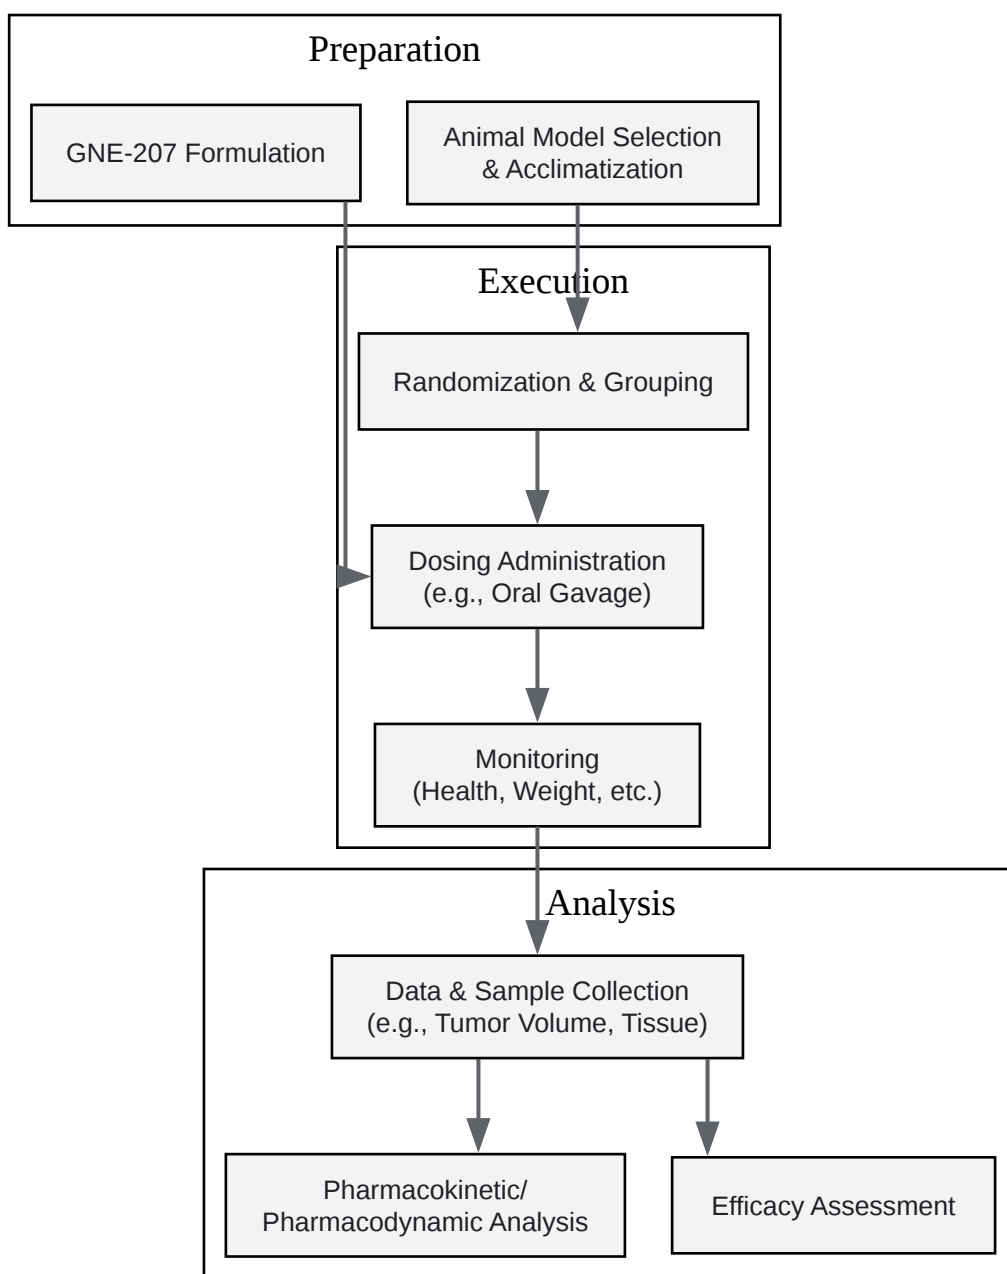 Preparation
GNE-207 Formulation
Animal Model Selection
& Acclimatization
Execution
Randomization & Grouping
Dosing Administration
(e.g., Oral Gavage)
Monitoring
(Health, Weight, etc.)
Analysis
Data & Sample Collection
(e.g., Tumor Volume, Tissue)
Pharmacokinetic/
Pharmacodynamic Analysis
Efficacy Assessment